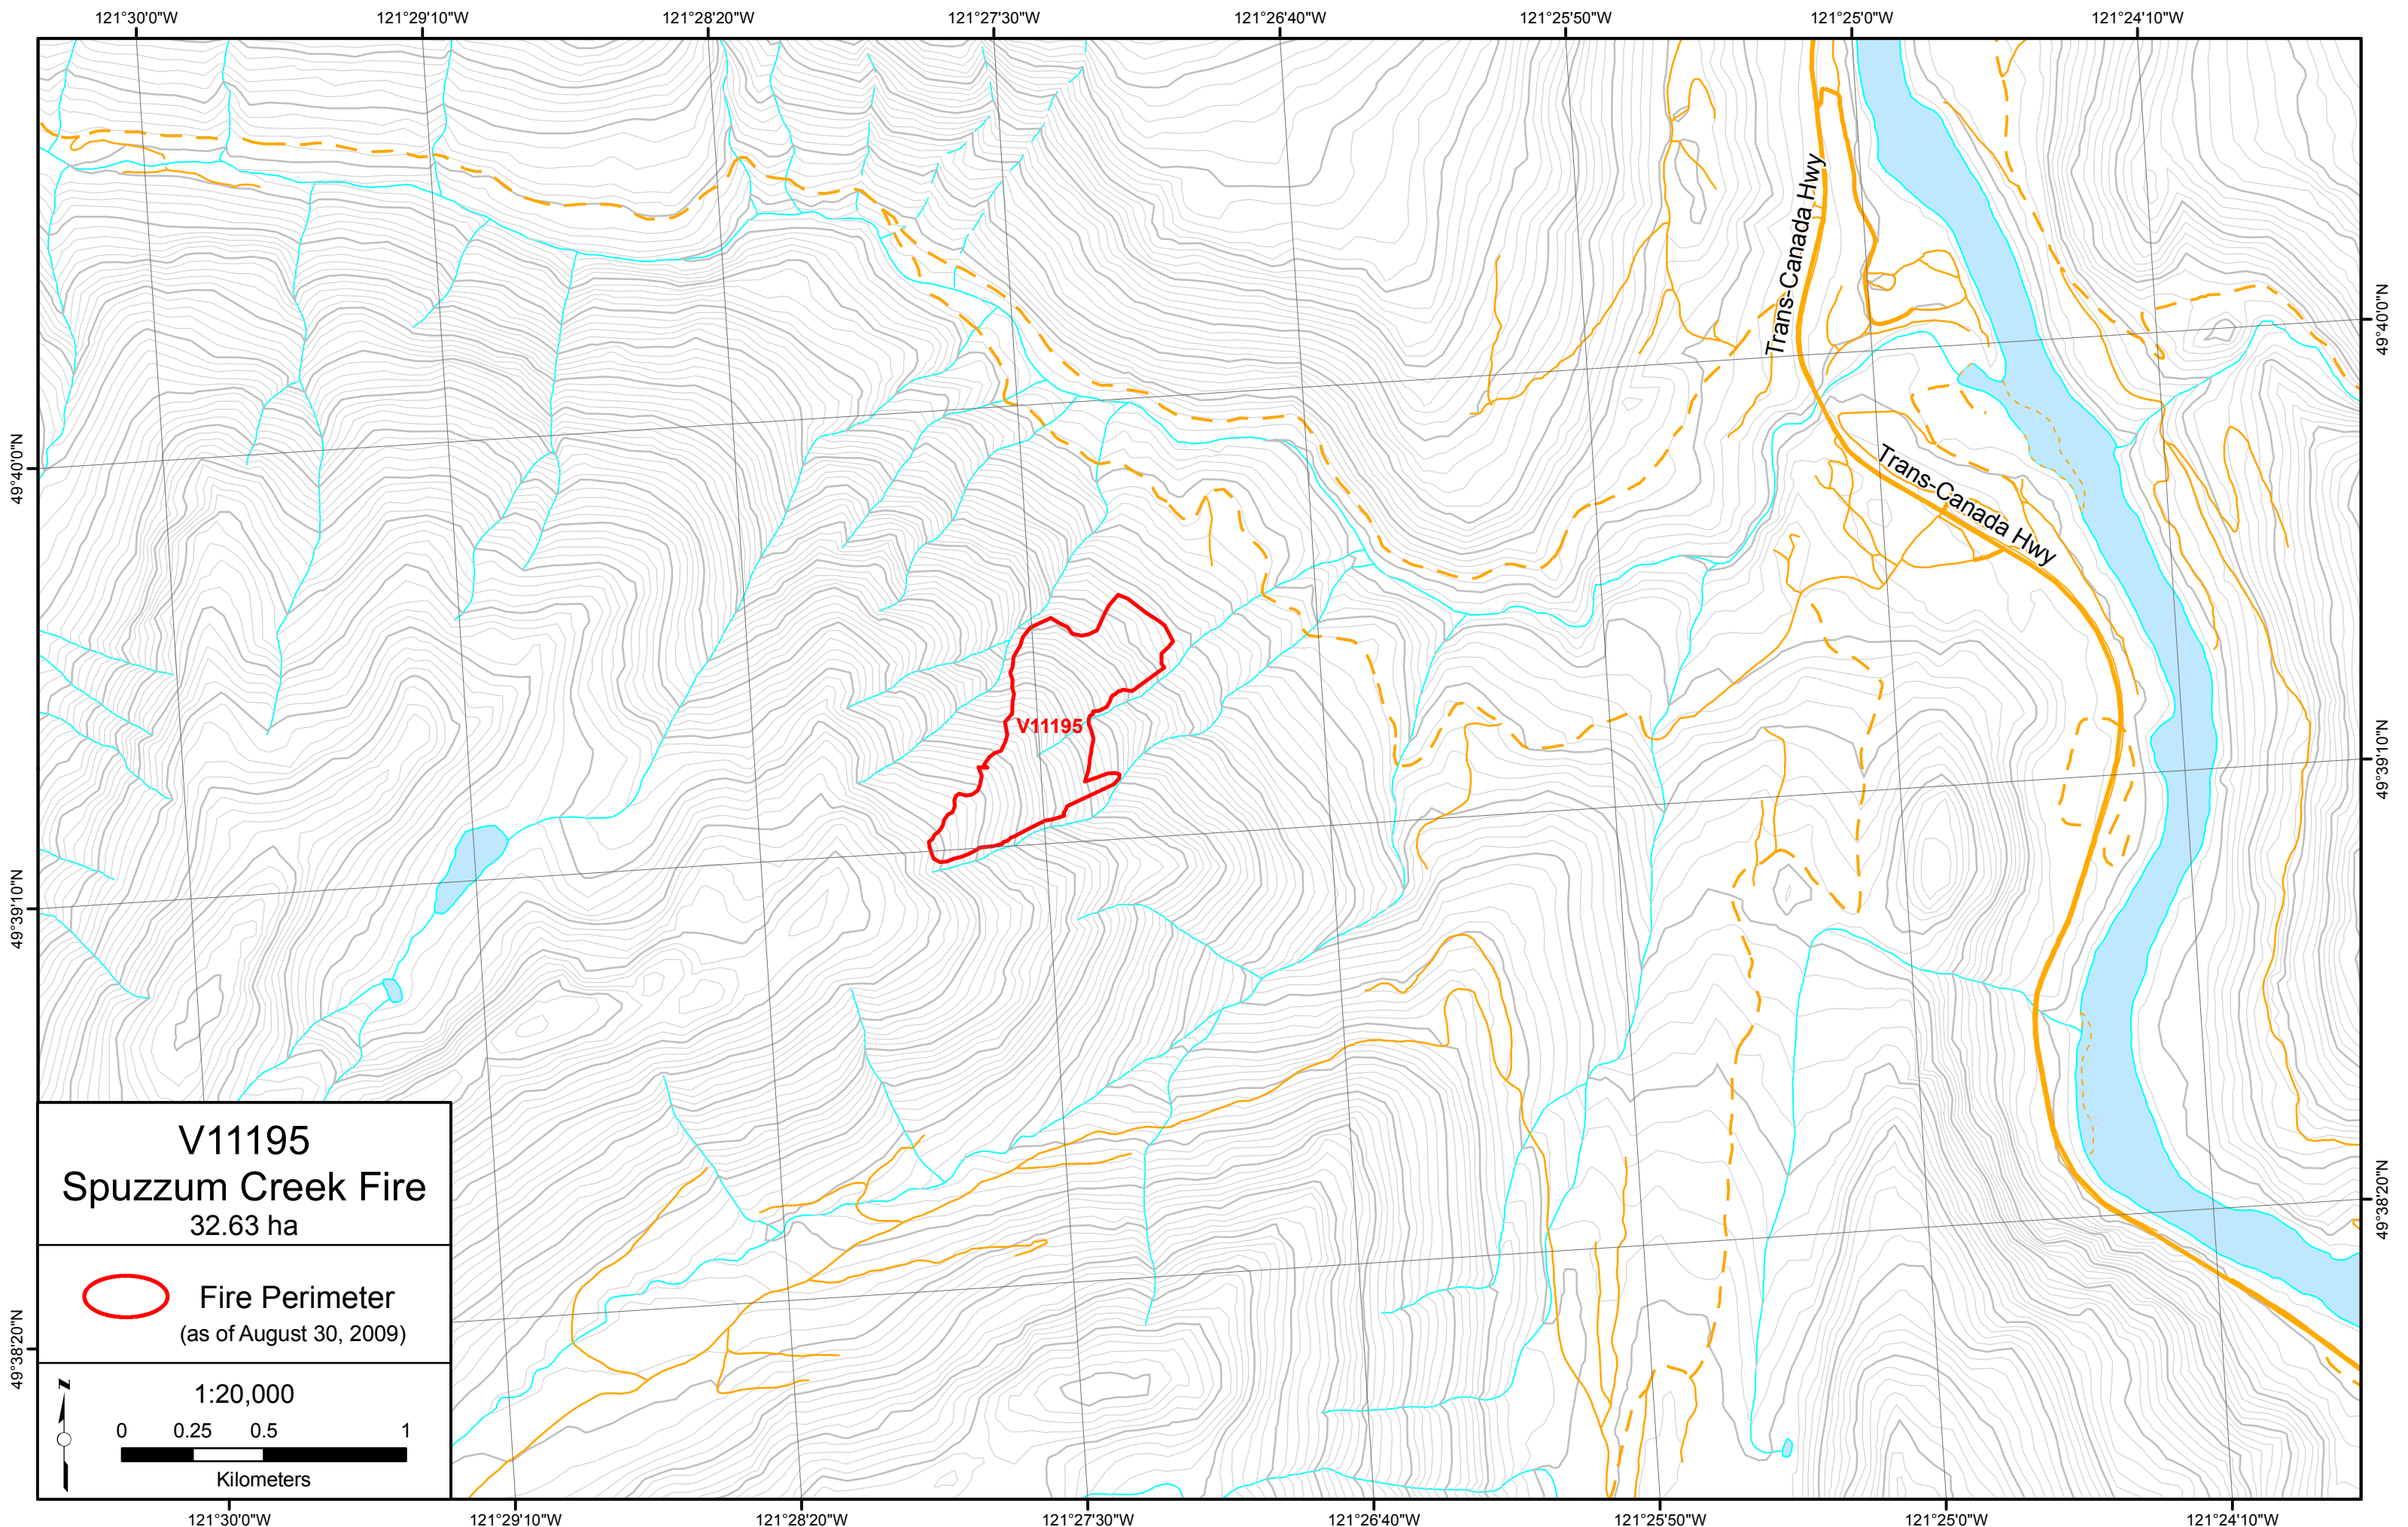 121°30'0"W 121°29'10"W 121°28'20"W 121°27'30"W 121°26'40"W 121°25'50"W 121°25'0"W 121°24'10"W
Trans-Canada Hwy
49°40'0"N
49°40'0"N
Trans-Canada Hwy
V11195
49°39'10"N
49°39'10"N
V11195
Spuzzum Creek Fire
32.63 ha
49°38'20"N
Fire Perimeter
(as of August 30, 2009)
49°38'20"N
N
1:20,000
0 0.25 0.5 1
Kilometers
121°30'0"W 121°29'10"W 121°28'20"W 121°27'30"W 121°26'40"W 121°25'50"W 121°25'0"W 121°24'10"W